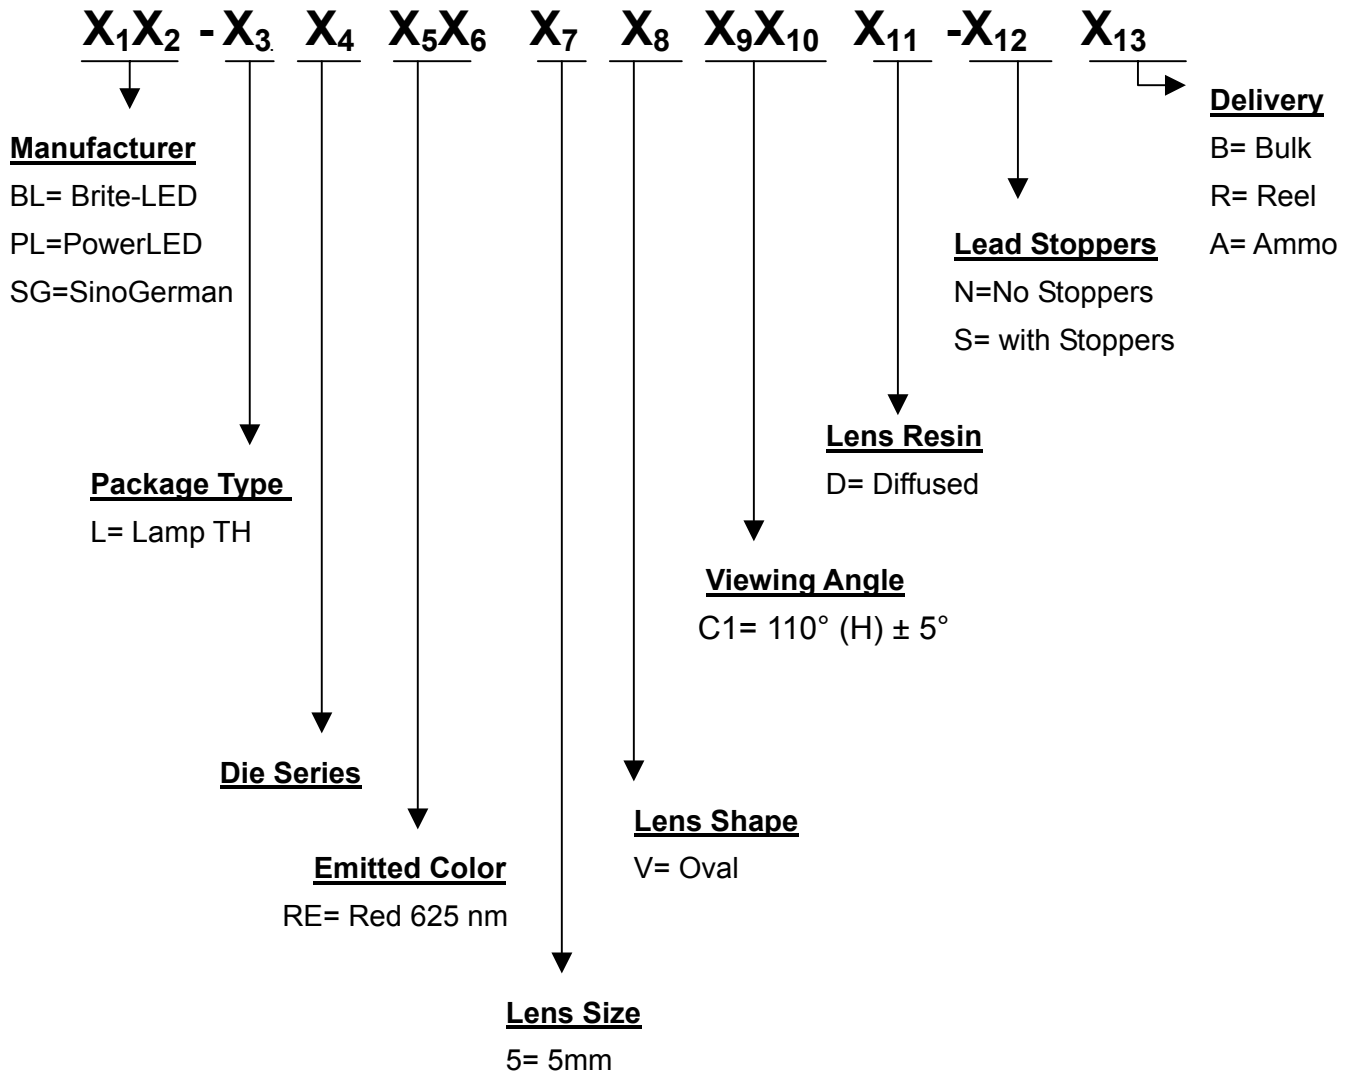 X₁X₂ - X₃ X₄ X₅X₆ X₇ X₈ X₉X₁₀ X₁₁ -X₁₂ X₁₃
Manufacturer
BL= Brite-LED
PL=PowerLED
SG=SinoGerman
Package Type
L= Lamp TH
Die Series
Emitted Color
RE= Red 625 nm
Lens Size
5= 5mm
Lens Shape
V= Oval
Viewing Angle
C1= 110° (H) ± 5°
Lens Resin
D= Diffused
Lead Stoppers
N=No Stoppers
S= with Stoppers
Delivery
B= Bulk
R= Reel
A= Ammo